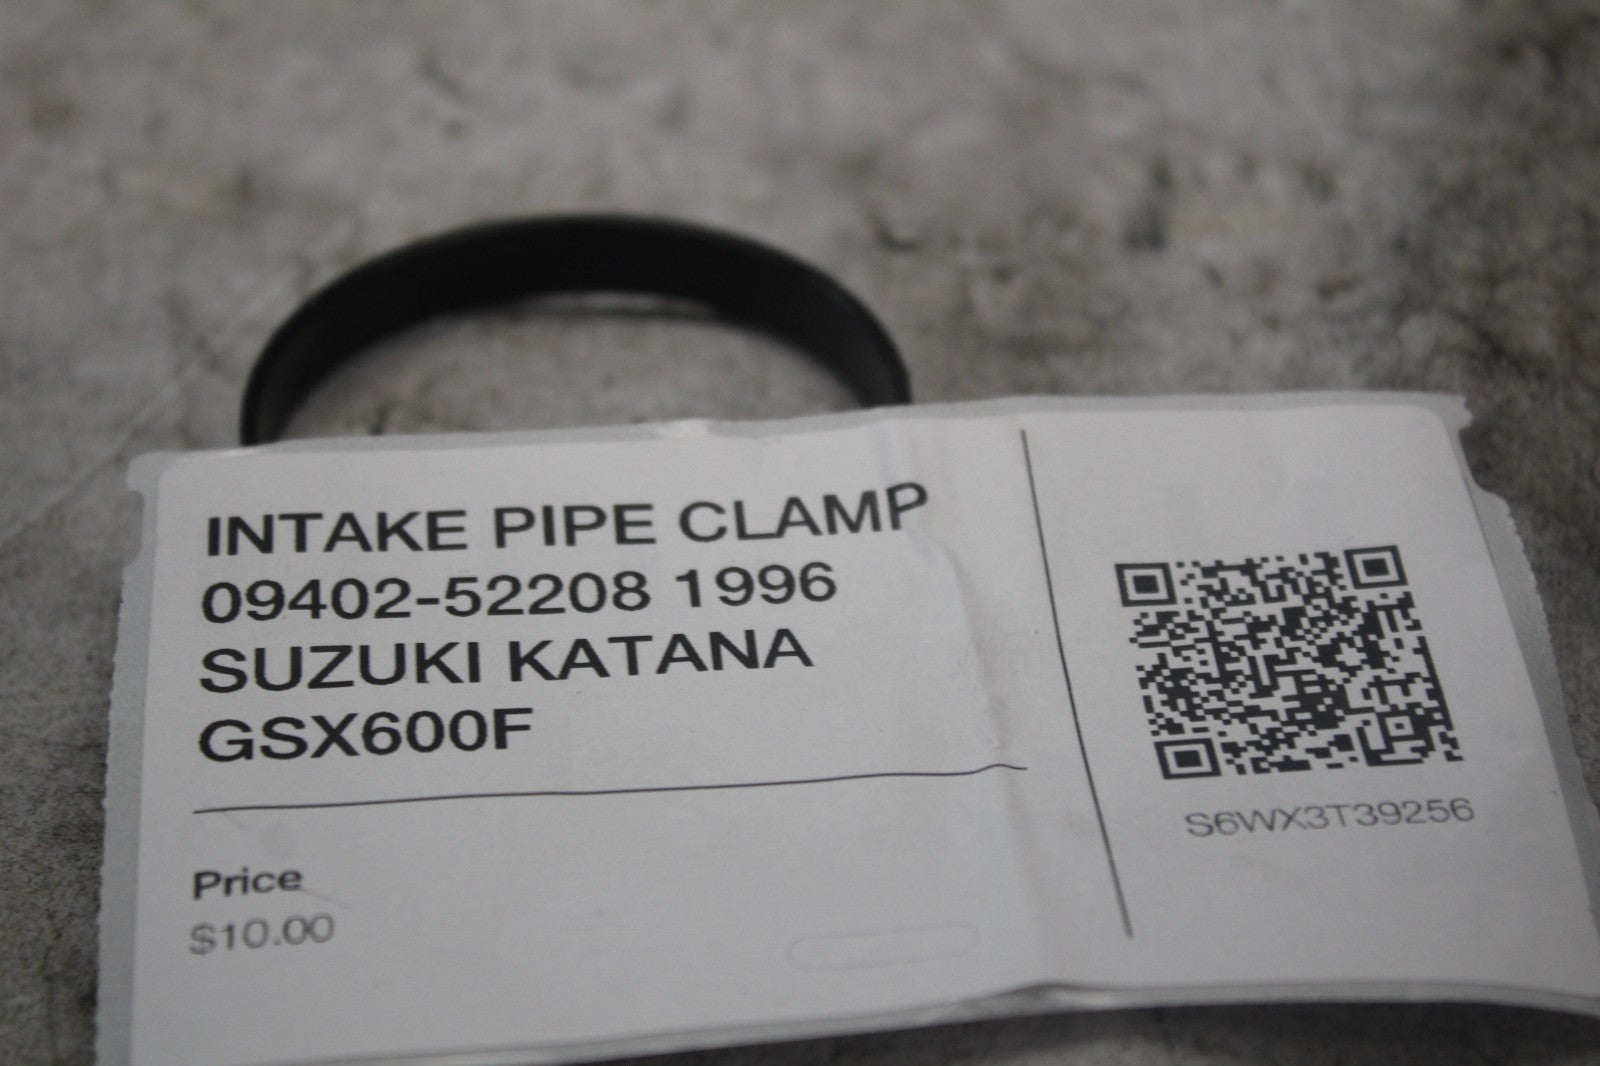 INTAKE PIPE CLAMP
09402-52208 1996
SUZUKI KATANA
GSX600F
Price
$10.00
S6WX3T39256